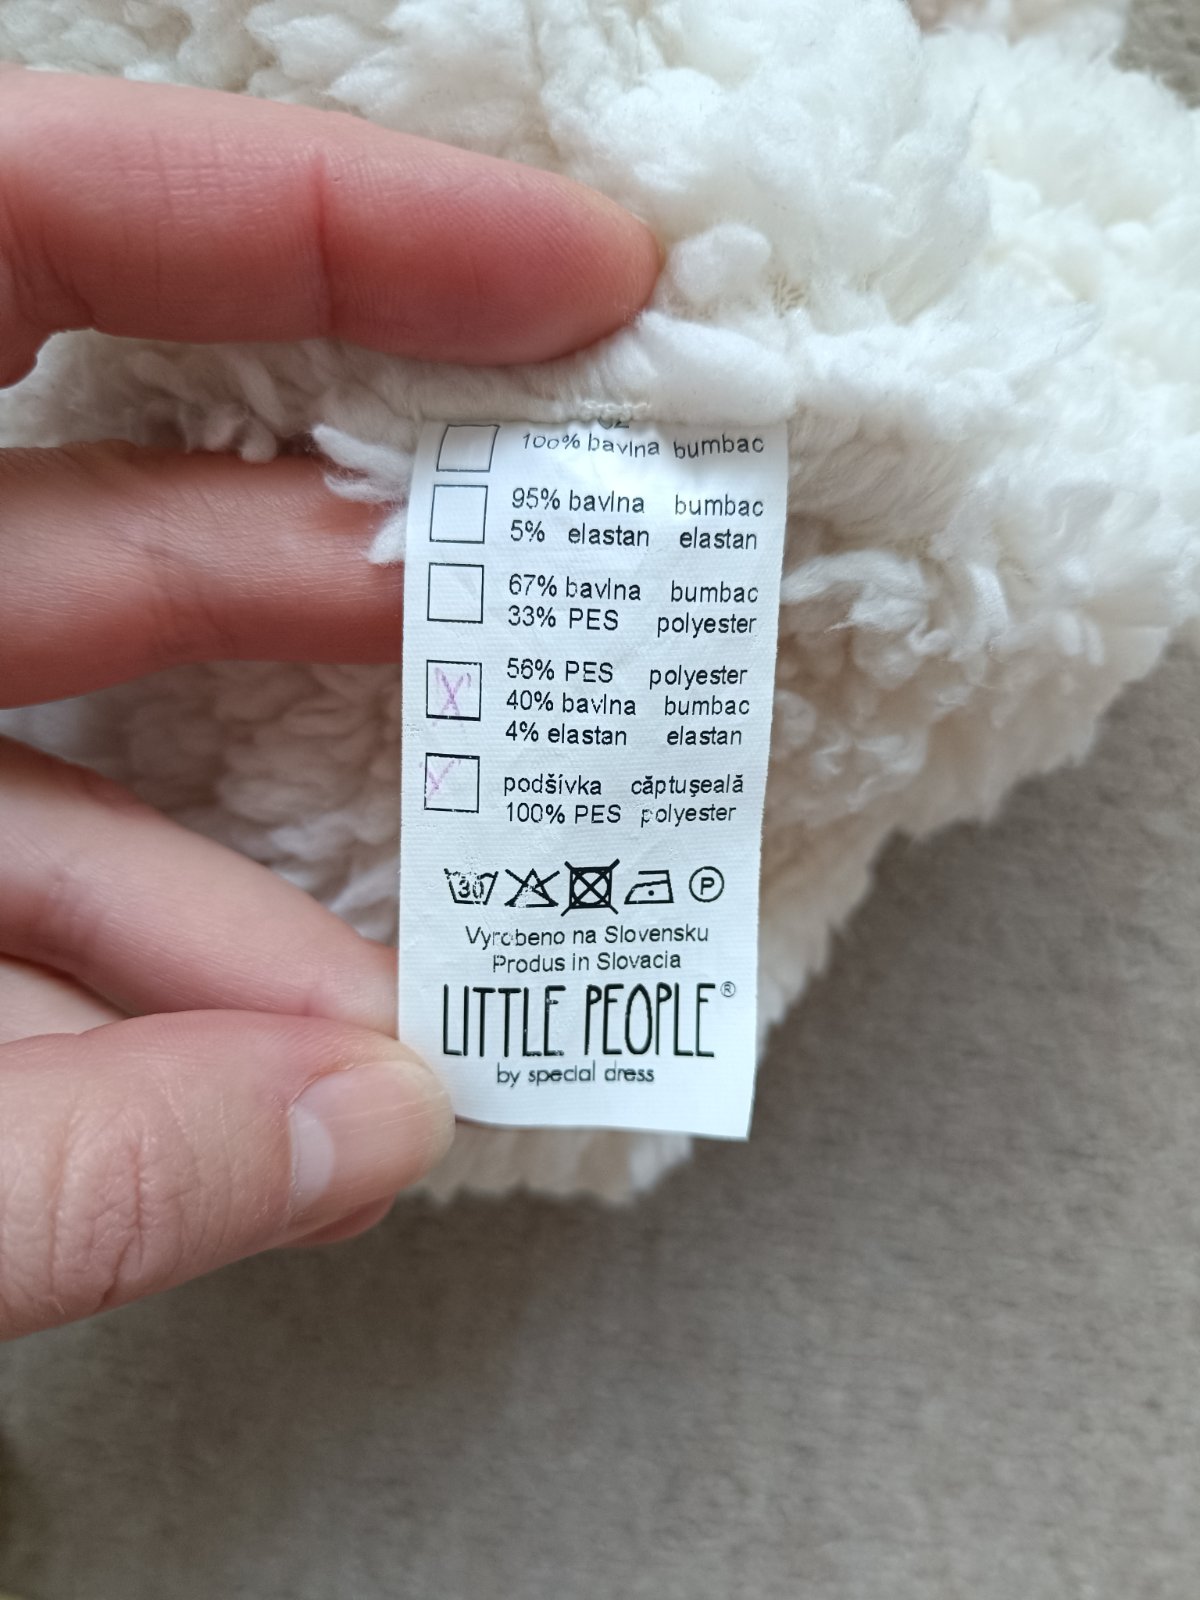 100% bavlna bumbac
95% bavlna bumbac
5% elastan elastan
67% bavlna bumbac
33% PES polyester
56% PES polyester
40% bavlna bumbac
4% elastan elastan
podšívka căptuşeală
100% PES polyester
30 P
Vyrobeno na Slovensku
Produs in Slovacia
LITTLE PEOPLE®
by special dress